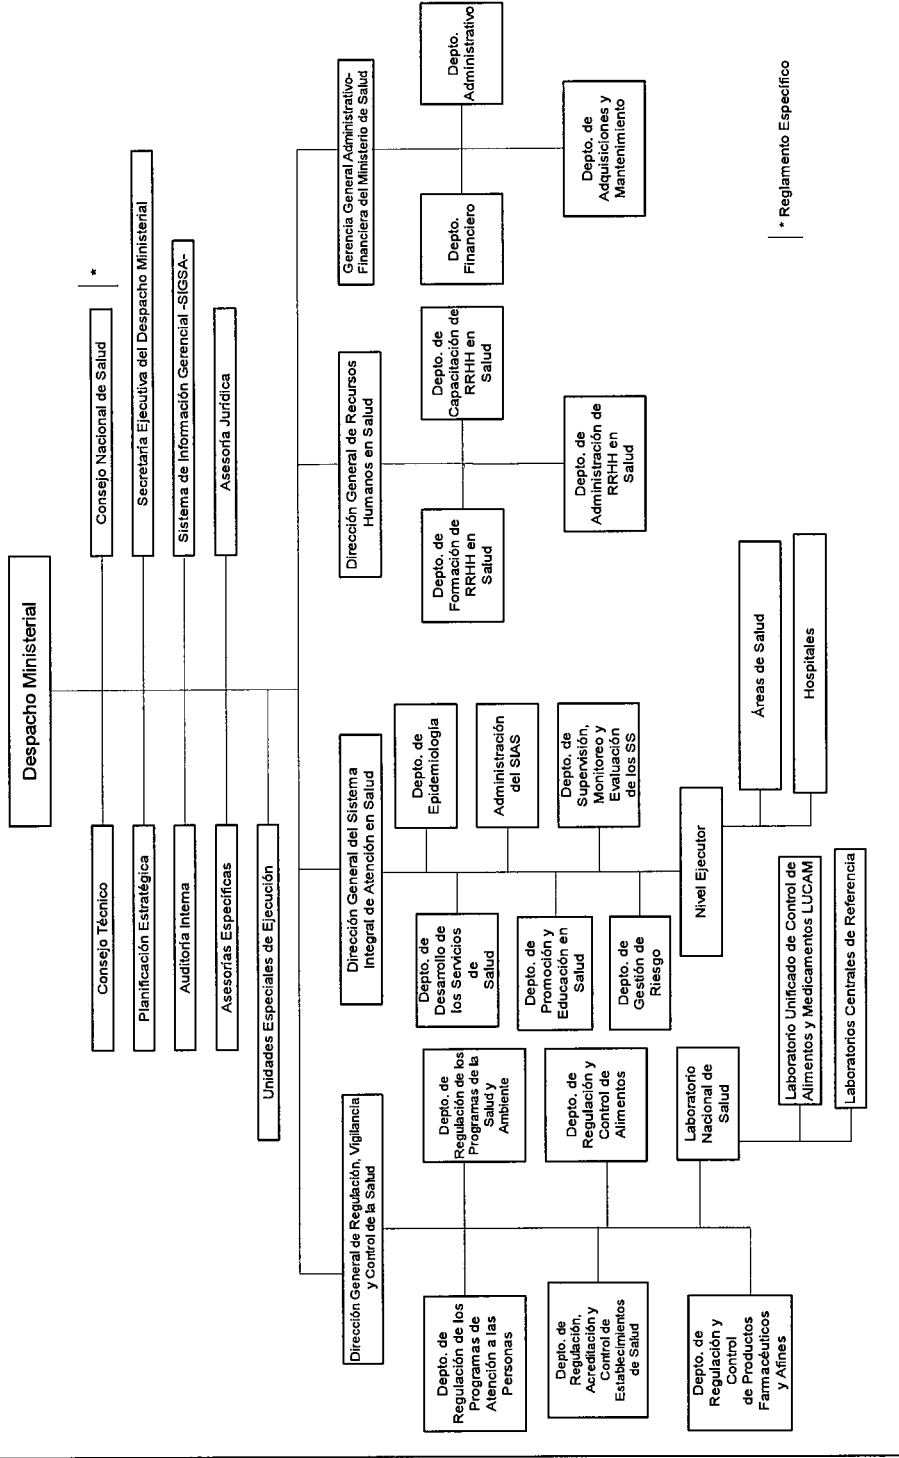 Despacho Ministerial
Consejo Técnico
Consejo Nacional de Salud
*
Planificación Estratégica
Secretaría Ejecutiva del Despacho Ministerial
Auditoría Interna
Sistema de Información Gerencial -SIGSA-
Asesorías Específicas
Asesoría Jurídica
Unidades Especiales de Ejecución
Dirección General de Regulación, Vigilancia
y Control de la Salud
Dirección General del Sistema
Integral de Atención en Salud
Dirección General de Recursos
Humanos en Salud
Gerencia General Administrativo-
Financiera del Ministerio de Salud
Depto. de
Regulación de los
Programas de
Atención a las
Personas
Depto. de
Regulación de los
Programas de la
Salud y
Ambiente
Depto. de
Regulación,
Acreditación y
Control de
Establecimientos
de Salud
Depto. de
Regulación y
Control de
Alimentos
Depto. de
Regulación y
Control
de Productos
Farmacéuticos
y Afines
Laboratorio
Nacional de
Salud
Laboratorio Unificado de Control de
Alimentos y Medicamentos LUCAM
Laboratorios Centrales de Referencia
Depto. de
Desarrollo de
los Servicios
de
Salud
Depto. de
Epidemiología
Administración
del SIAS
Depto. de
Promoción y
Educación en
Salud
Depto. de
Supervisión,
Monitoreo y
Evaluación
de los SS
Depto. de
Gestión de
Riesgo
Nivel Ejecutor
Áreas de Salud
Hospitales
Depto. de
Formación de
RRHH en
Salud
Depto. de
Capacitación de
RRHH en
Salud
Depto. de
Administración de
RRHH en
Salud
Depto.
Financiero
Depto.
Administrativo
Depto. de
Adquisiciones y
Mantenimiento
* Reglamento Específico